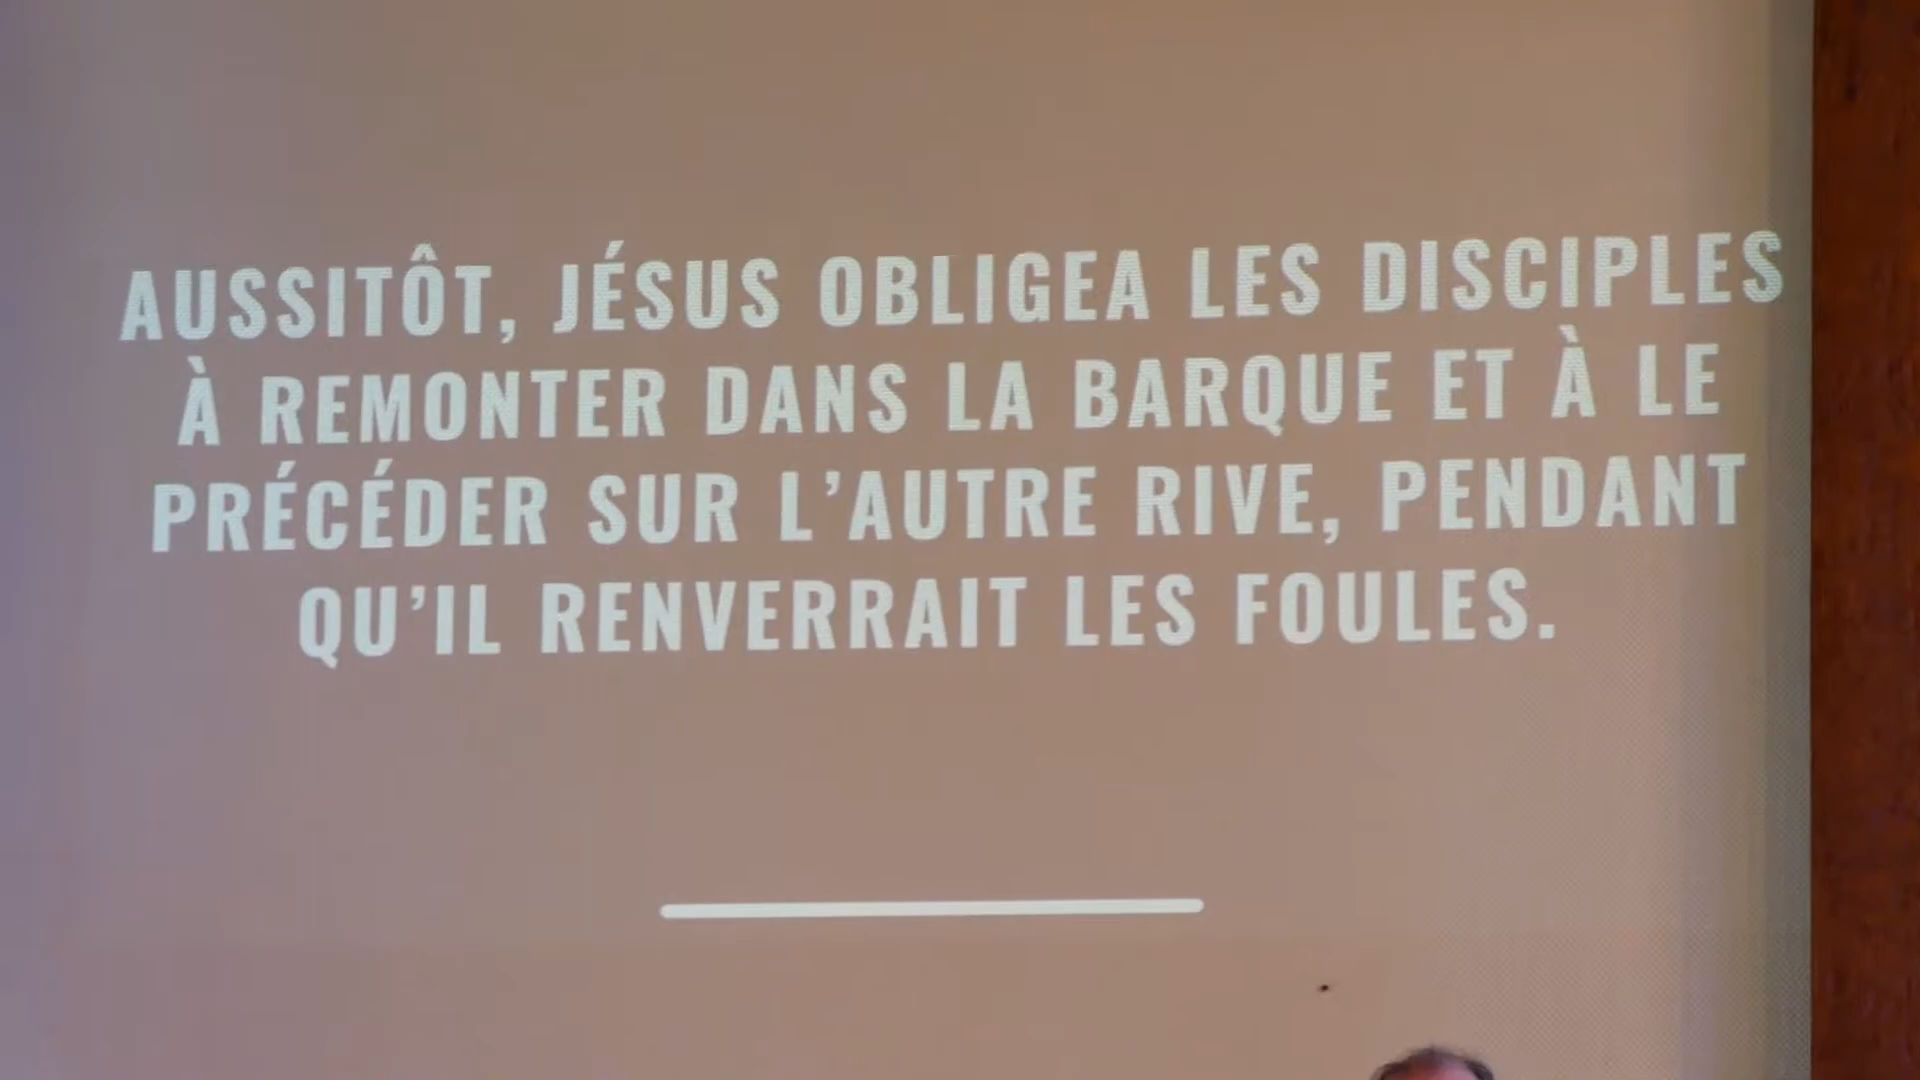 AUSSITÔT, JÉSUS OBLIGEA LES DISCIPLES
À REMONTER DANS LA BARQUE ET À LE
PRÉCÉDER SUR L’AUTRE RIVE, PENDANT
QU’IL RENVERRAIT LES FOULES.